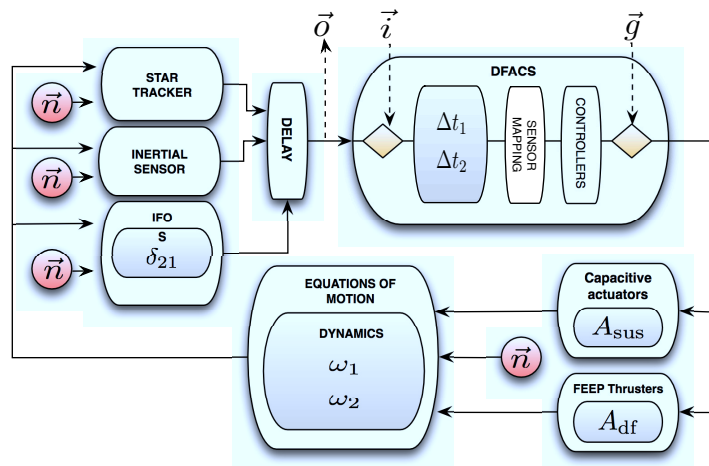 o⃗
i⃗
g⃗
STAR
TRACKER
n⃗
INERTIAL
SENSOR
n⃗
IFO
S
δ₂₁
n⃗
DELAY
DFACS
Δt₁
Δt₂
SENSOR
MAPPING
CONTROLLERS
EQUATIONS OF
MOTION
DYNAMICS
ω₁
ω₂
n⃗
Capacitive
actuators
A_sus
FEEP Thrusters
A_df